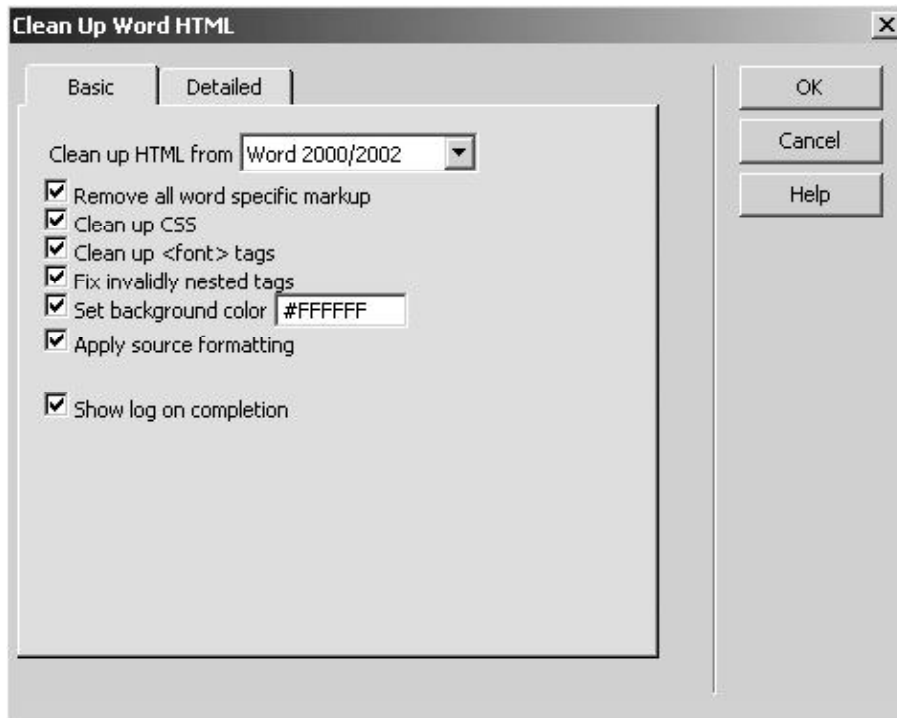 Clean Up Word HTML
Basic
Detailed
OK
Cancel
Help
Clean up HTML from Word 2000/2002
Remove all word specific markup
Clean up CSS
Clean up <font> tags
Fix invalidly nested tags
Set background color #FFFFFF
Apply source formatting
Show log on completion